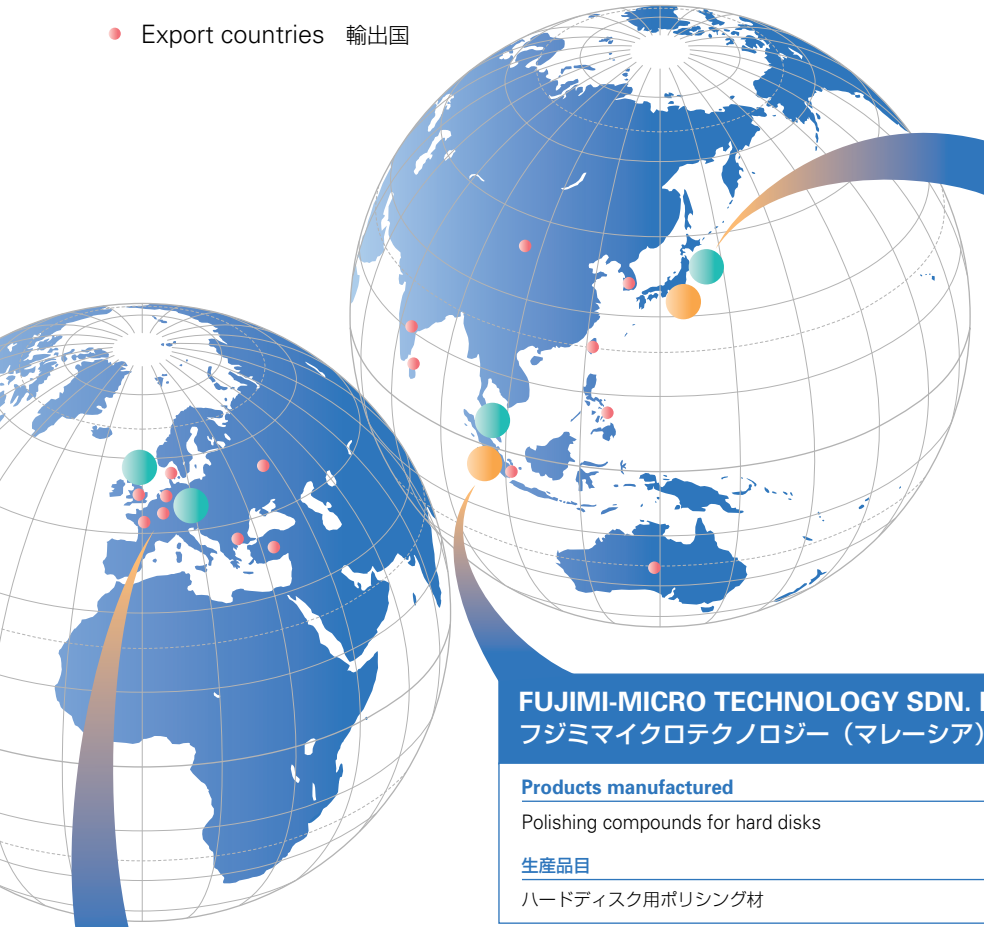 Export countries 輸出国
FUJIMI-MICRO TECHNOLOGY SDN.
フジミマイクロテクノロジー（マレーシア）
Products manufactured
Polishing compounds for hard disks
生産品目
ハードディスク用ポリシング材